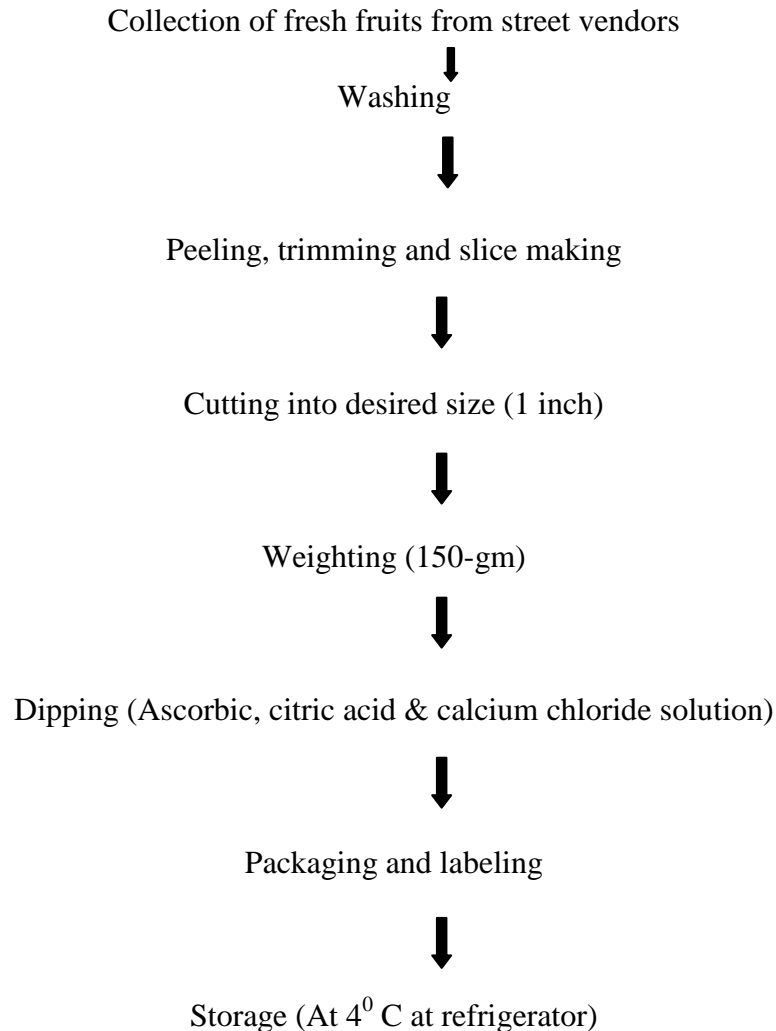 Collection of fresh fruits from street vendors
Washing
Peeling, trimming and slice making
Cutting into desired size (1 inch)
Weighting (150-gm)
Dipping (Ascorbic, citric acid & calcium chloride solution)
Packaging and labeling
Storage (At 4⁰ C at refrigerator)